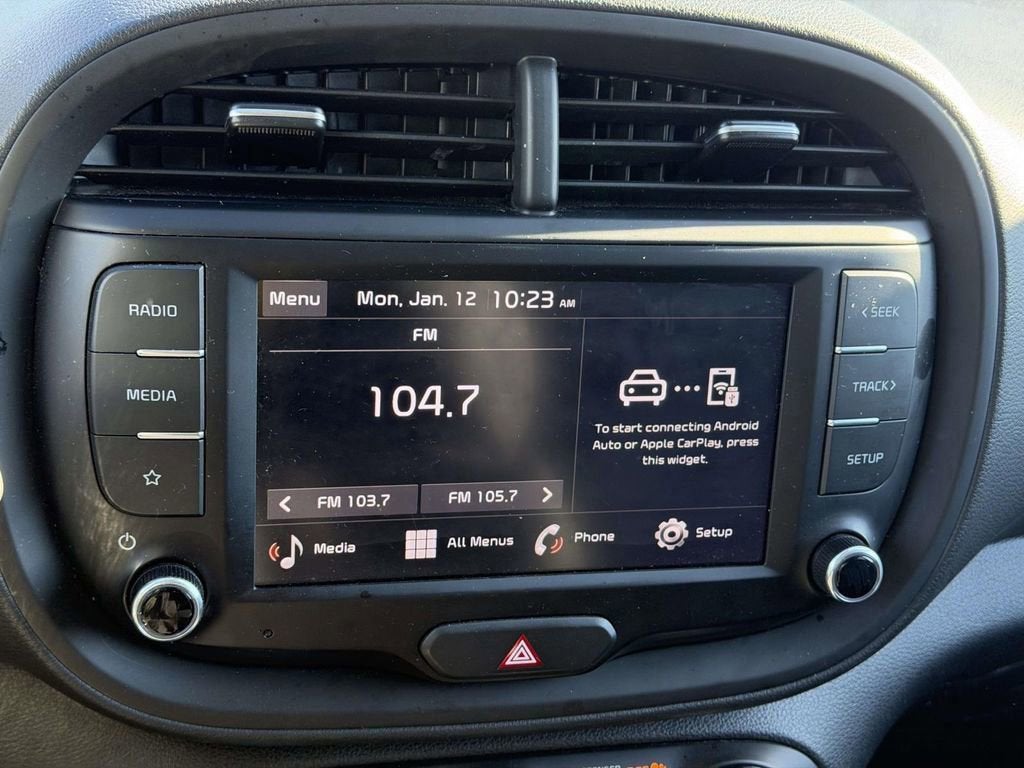 RADIO
MEDIA
Menu Mon, Jan. 12 10:23 AM
FM
104.7
To start connecting Android
Auto or Apple CarPlay, press
this widget.
< FM 103.7 FM 105.7 >
Media All Menus Phone Setup
< SEEK
TRACK >
SETUP